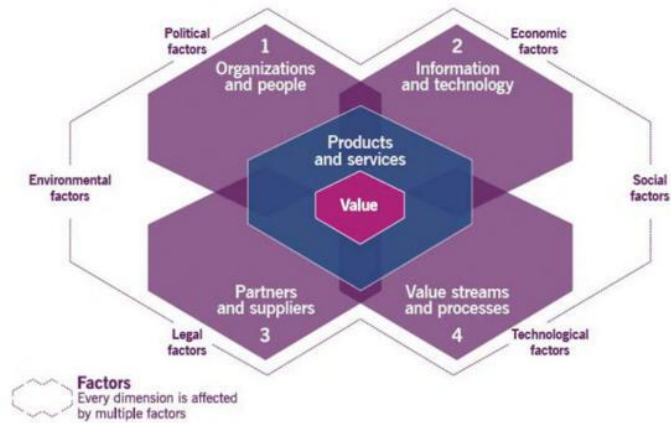 Political
factors
1
Organizations
and people
2
Information
and technology
Economic
factors
Products
and services
Value
Environmental
factors
Social
factors
Partners
and suppliers
3
Value streams
and processes
4
Legal
factors
Technological
factors
Factors
Every dimension is affected
by multiple factors